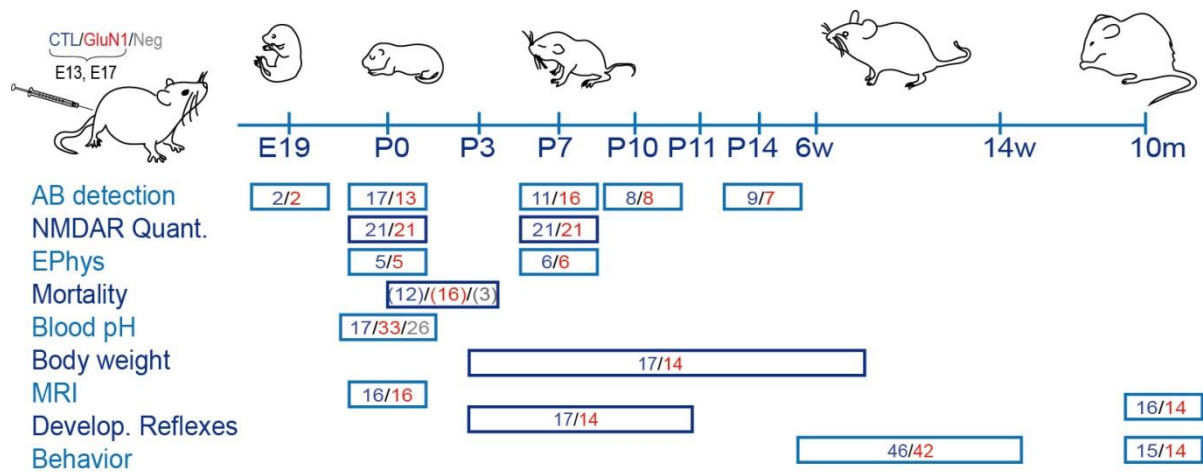 CTL/GluN1/Neg
E13, E17
E19 P0 P3 P7 P10 P11 P14 6w 14w 10m
AB detection 2/2 17/13 11/16 8/8 9/7
NMDAR Quant. 21/21 21/21
EPhys 5/5 6/6
Mortality (12)/(16)/(3)
Blood pH 17/33/26
Body weight 17/14
MRI 16/16 16/14
Develop. Reflexes 17/14
Behavior 46/42 15/14